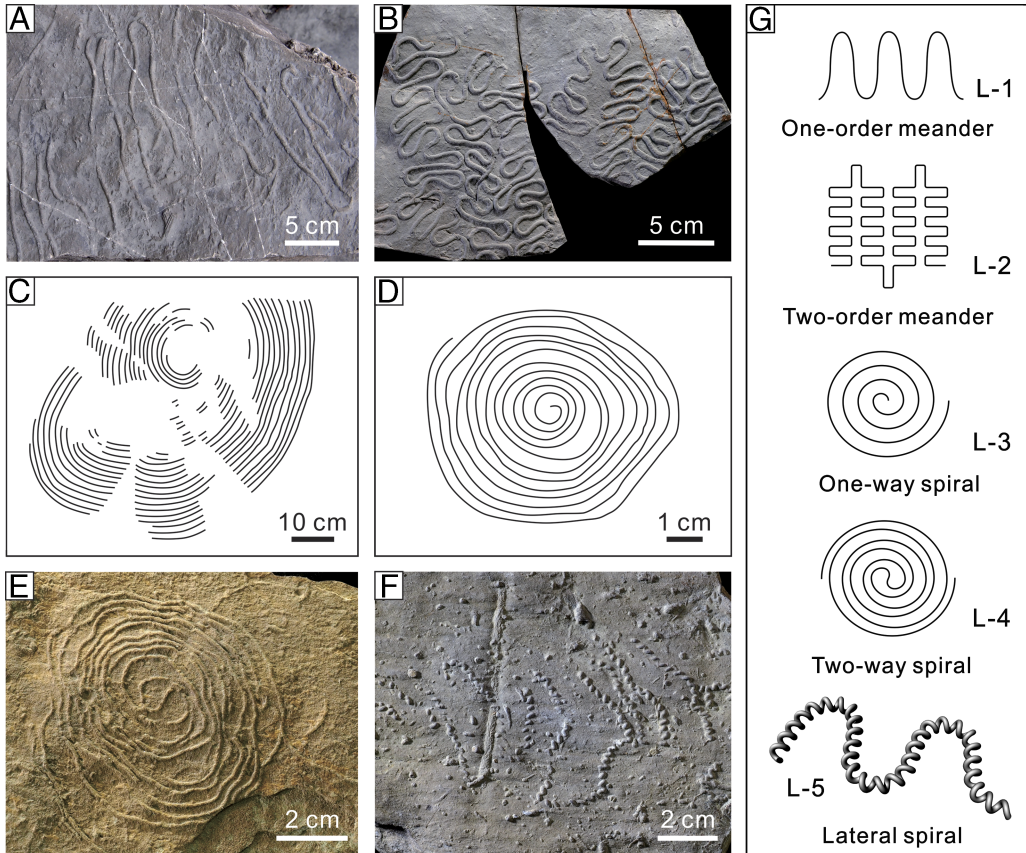 A
5 cm
B
5 cm
C
10 cm
D
1 cm
E
2 cm
F
2 cm
G
L-1
One-order meander
L-2
Two-order meander
L-3
One-way spiral
L-4
Two-way spiral
L-5
Lateral spiral